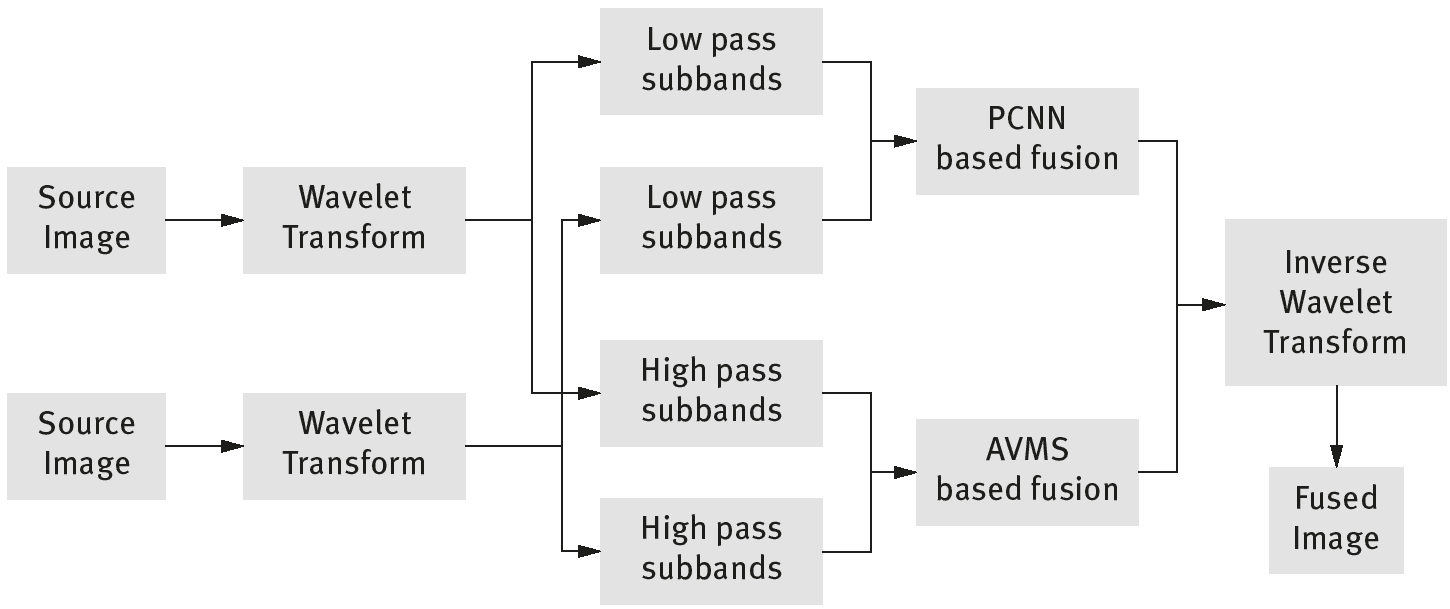 Source
Image
Wavelet
Transform
Source
Image
Wavelet
Transform
Low pass
subbands
Low pass
subbands
High pass
subbands
High pass
subbands
PCNN
based fusion
AVMS
based fusion
Inverse
Wavelet
Transform
Fused
Image